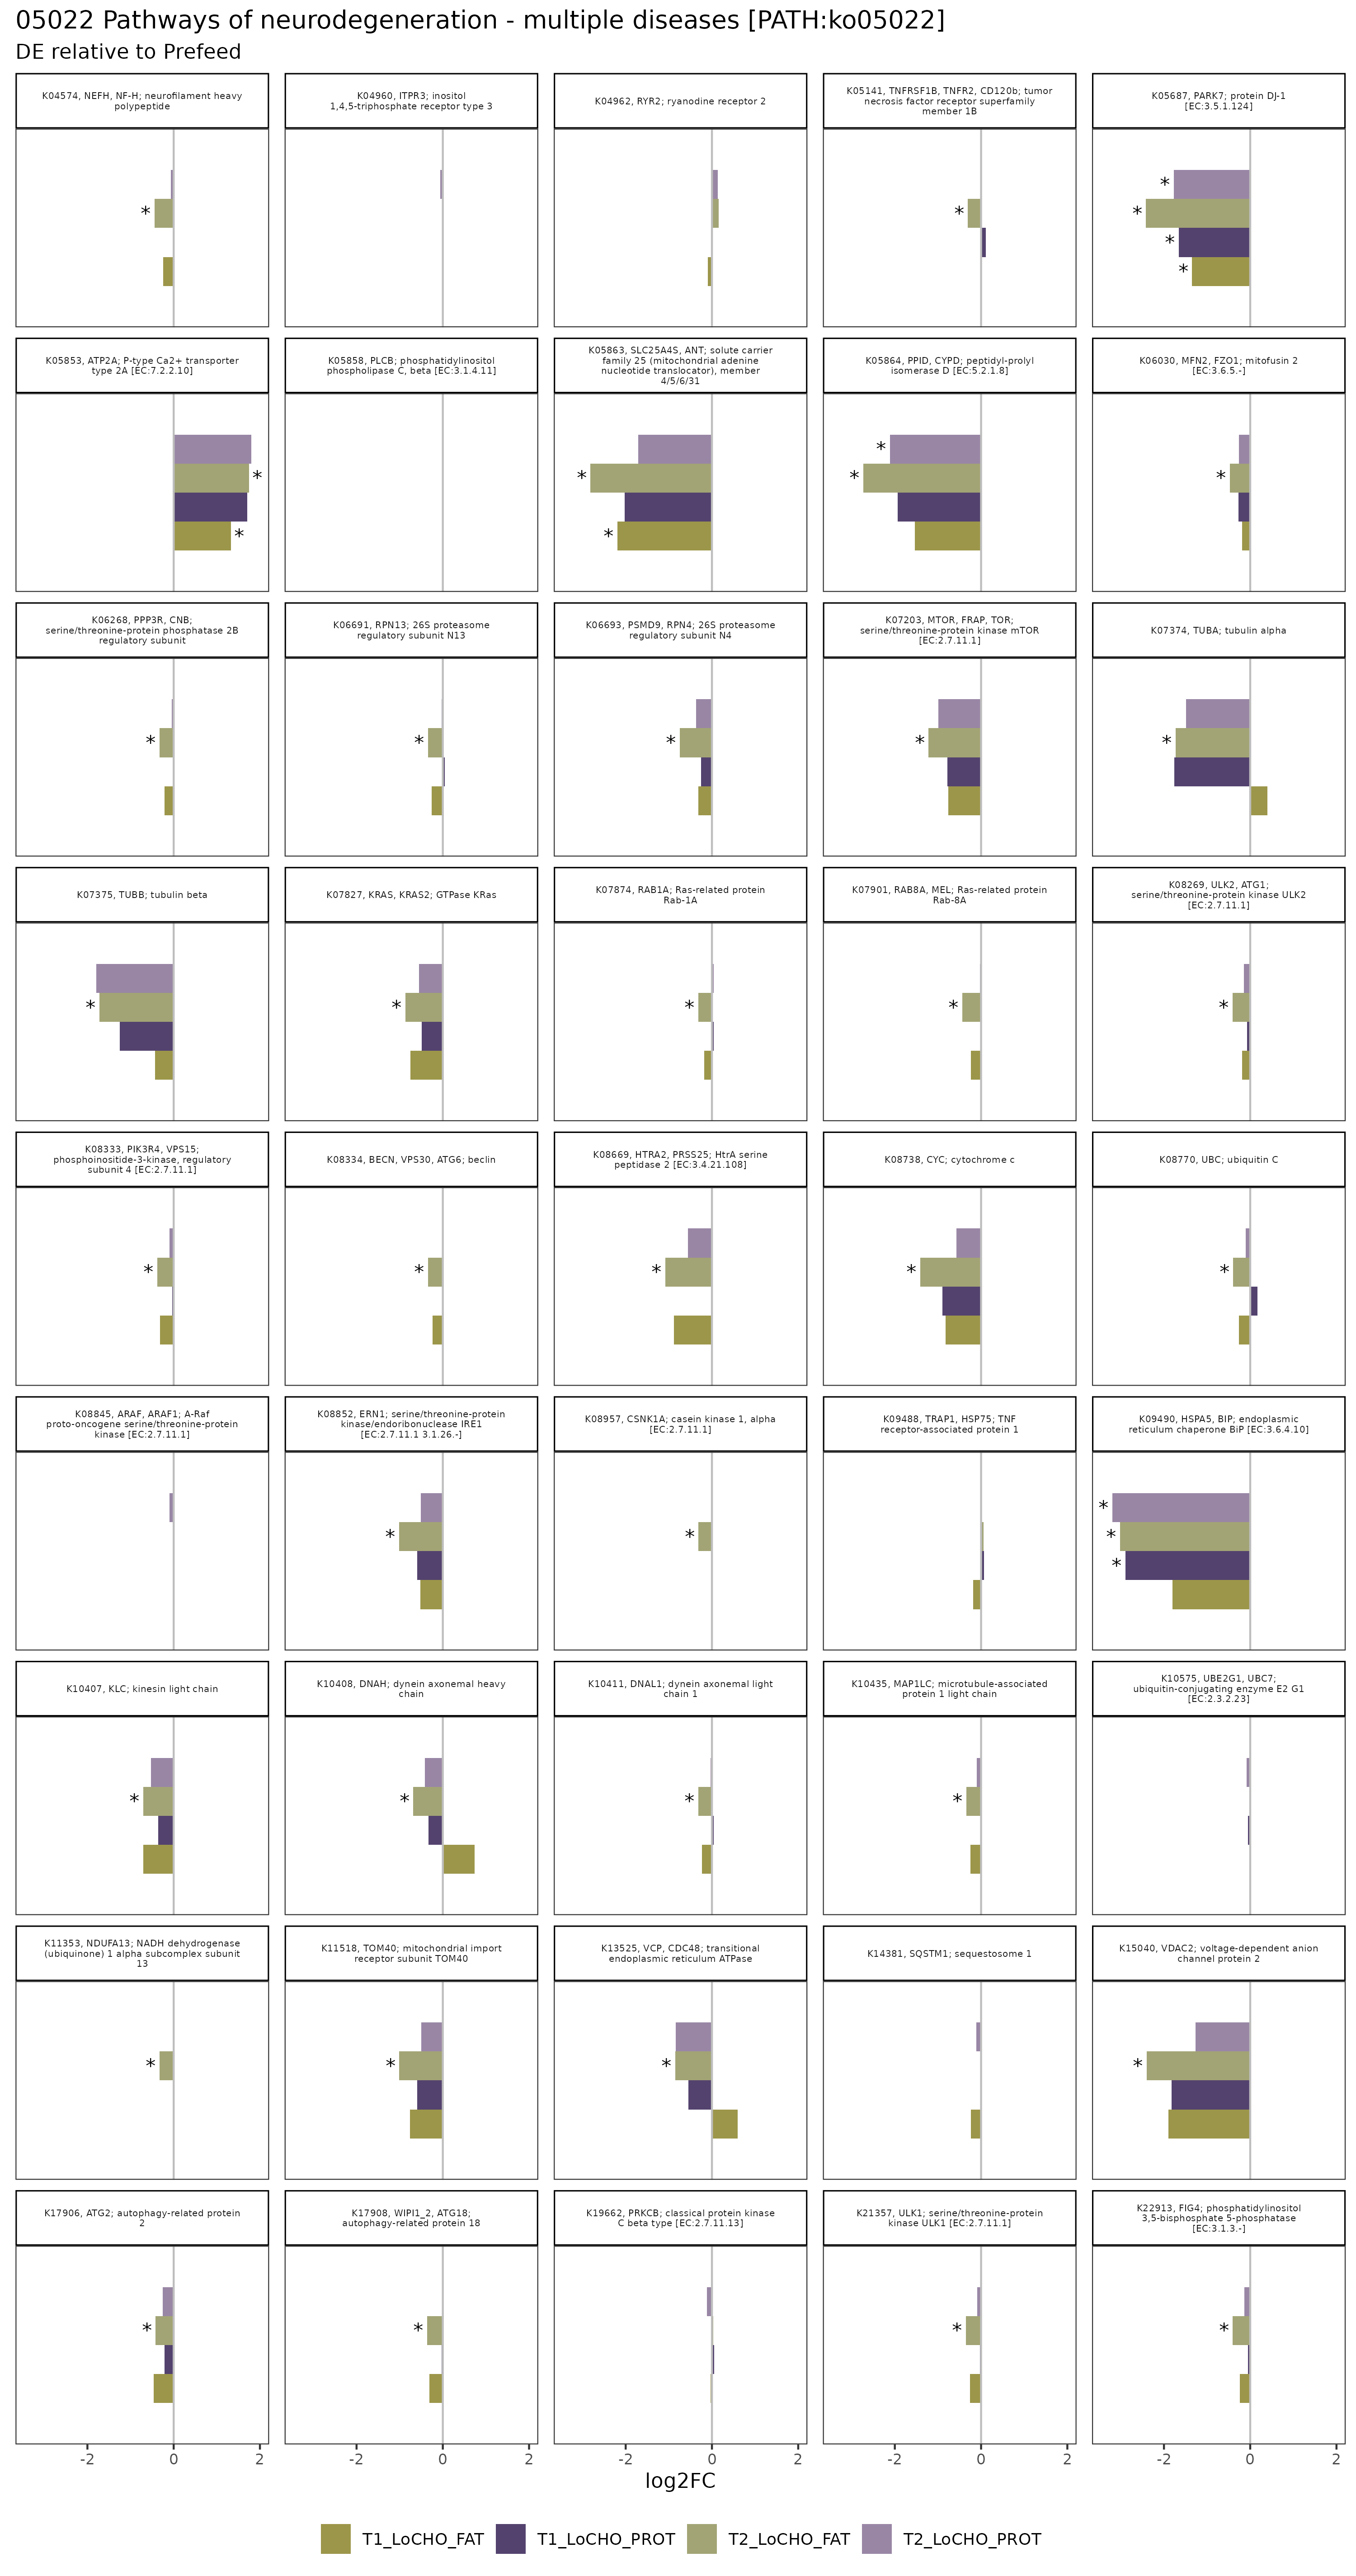 05022 Pathways of neurodegeneration - multiple diseases [PATH:ko05022]
DE relative to Prefeed
K04574, NEFH, NF-H; neurofilament heavy
polypeptide
K04960, ITPR3; inositol
1,4,5-triphosphate receptor type 3
K04962, RYR2; ryanodine receptor 2
K05141, TNFRSF1B, TNFR2, CD120b; tumor
necrosis factor receptor superfamily
member 1B
K05687, PARK7; protein DJ-1
[EC:3.5.1.124]
*
*
*
*
*
*
K05853, ATP2A; P-type Ca2+ transporter
type 2A [EC:7.2.2.10]
K05858, PLCB; phosphatidylinositol
phospholipase C, beta [EC:3.1.4.11]
K05863, SLC25A4S, ANT; solute carrier
family 25 (mitochondrial adenine
nucleotide translocator), member
4/5/6/31
K05864, PPID, CYPD; peptidyl-prolyl
isomerase D [EC:5.2.1.8]
K06030, MFN2, FZO1; mitofusin 2
[EC:3.6.5.-]
*
*
*
*
*
*
*
K06268, PPP3R, CNB;
serine/threonine-protein phosphatase 2B
regulatory subunit
K06691, RPN13; 26S proteasome
regulatory subunit N13
K06693, PSMD9, RPN4; 26S proteasome
regulatory subunit N4
K07203, MTOR, FRAP, TOR;
serine/threonine-protein kinase mTOR
[EC:2.7.11.1]
K07374, TUBA; tubulin alpha
*
*
*
*
*
K07375, TUBB; tubulin beta
K07827, KRAS, KRAS2; GTPase KRas
K07874, RAB1A; Ras-related protein
Rab-1A
K07901, RAB8A, MEL; Ras-related protein
Rab-8A
K08269, ULK2, ATG1;
serine/threonine-protein kinase ULK2
[EC:2.7.11.1]
*
*
*
*
*
K08333, PIK3R4, VPS15;
phosphoinositide-3-kinase, regulatory
subunit 4 [EC:2.7.11.1]
K08334, BECN, VPS30, ATG6; beclin
K08669, HTRA2, PRSS25; HtrA serine
peptidase 2 [EC:3.4.21.108]
K08738, CYC; cytochrome c
K08770, UBC; ubiquitin C
*
*
*
*
*
K08845, ARAF, ARAF1; A-Raf
proto-oncogene serine/threonine-protein
kinase [EC:2.7.11.1]
K08852, ERN1; serine/threonine-protein
kinase/endoribonuclease IRE1
[EC:2.7.11.1 3.1.26.-]
K08957, CSNK1A; casein kinase 1, alpha
[EC:2.7.11.1]
K09488, TRAP1, HSP75; TNF
receptor-associated protein 1
K09490, HSPA5, BIP; endoplasmic
reticulum chaperone BiP [EC:3.6.4.10]
*
*
*
*
*
K10407, KLC; kinesin light chain
K10408, DNAH; dynein axonemal heavy
chain
K10411, DNAL1; dynein axonemal light
chain 1
K10435, MAP1LC; microtubule-associated
protein 1 light chain
K10575, UBE2G1, UBC7;
ubiquitin-conjugating enzyme E2 G1
[EC:2.3.2.23]
*
*
*
*
K11353, NDUFA13; NADH dehydrogenase
(ubiquinone) 1 alpha subcomplex subunit
13
K11518, TOM40; mitochondrial import
receptor subunit TOM40
K13525, VCP, CDC48; transitional
endoplasmic reticulum ATPase
K14381, SQSTM1; sequestosome 1
K15040, VDAC2; voltage-dependent anion
channel protein 2
*
*
*
*
K17906, ATG2; autophagy-related protein
2
K17908, WIPI1_2, ATG18;
autophagy-related protein 18
K19662, PRKCB; classical protein kinase
C beta type [EC:2.7.11.13]
K21357, ULK1; serine/threonine-protein
kinase ULK1 [EC:2.7.11.1]
K22913, FIG4; phosphatidylinositol
3,5-bisphosphate 5-phosphatase
[EC:3.1.3.-]
*
*
*
*
-2 0 2 -2 0 2 -2 0 2 -2 0 2 -2 0 2
log2FC
T1_LoCHO_FAT T1_LoCHO_PROT T2_LoCHO_FAT T2_LoCHO_PROT